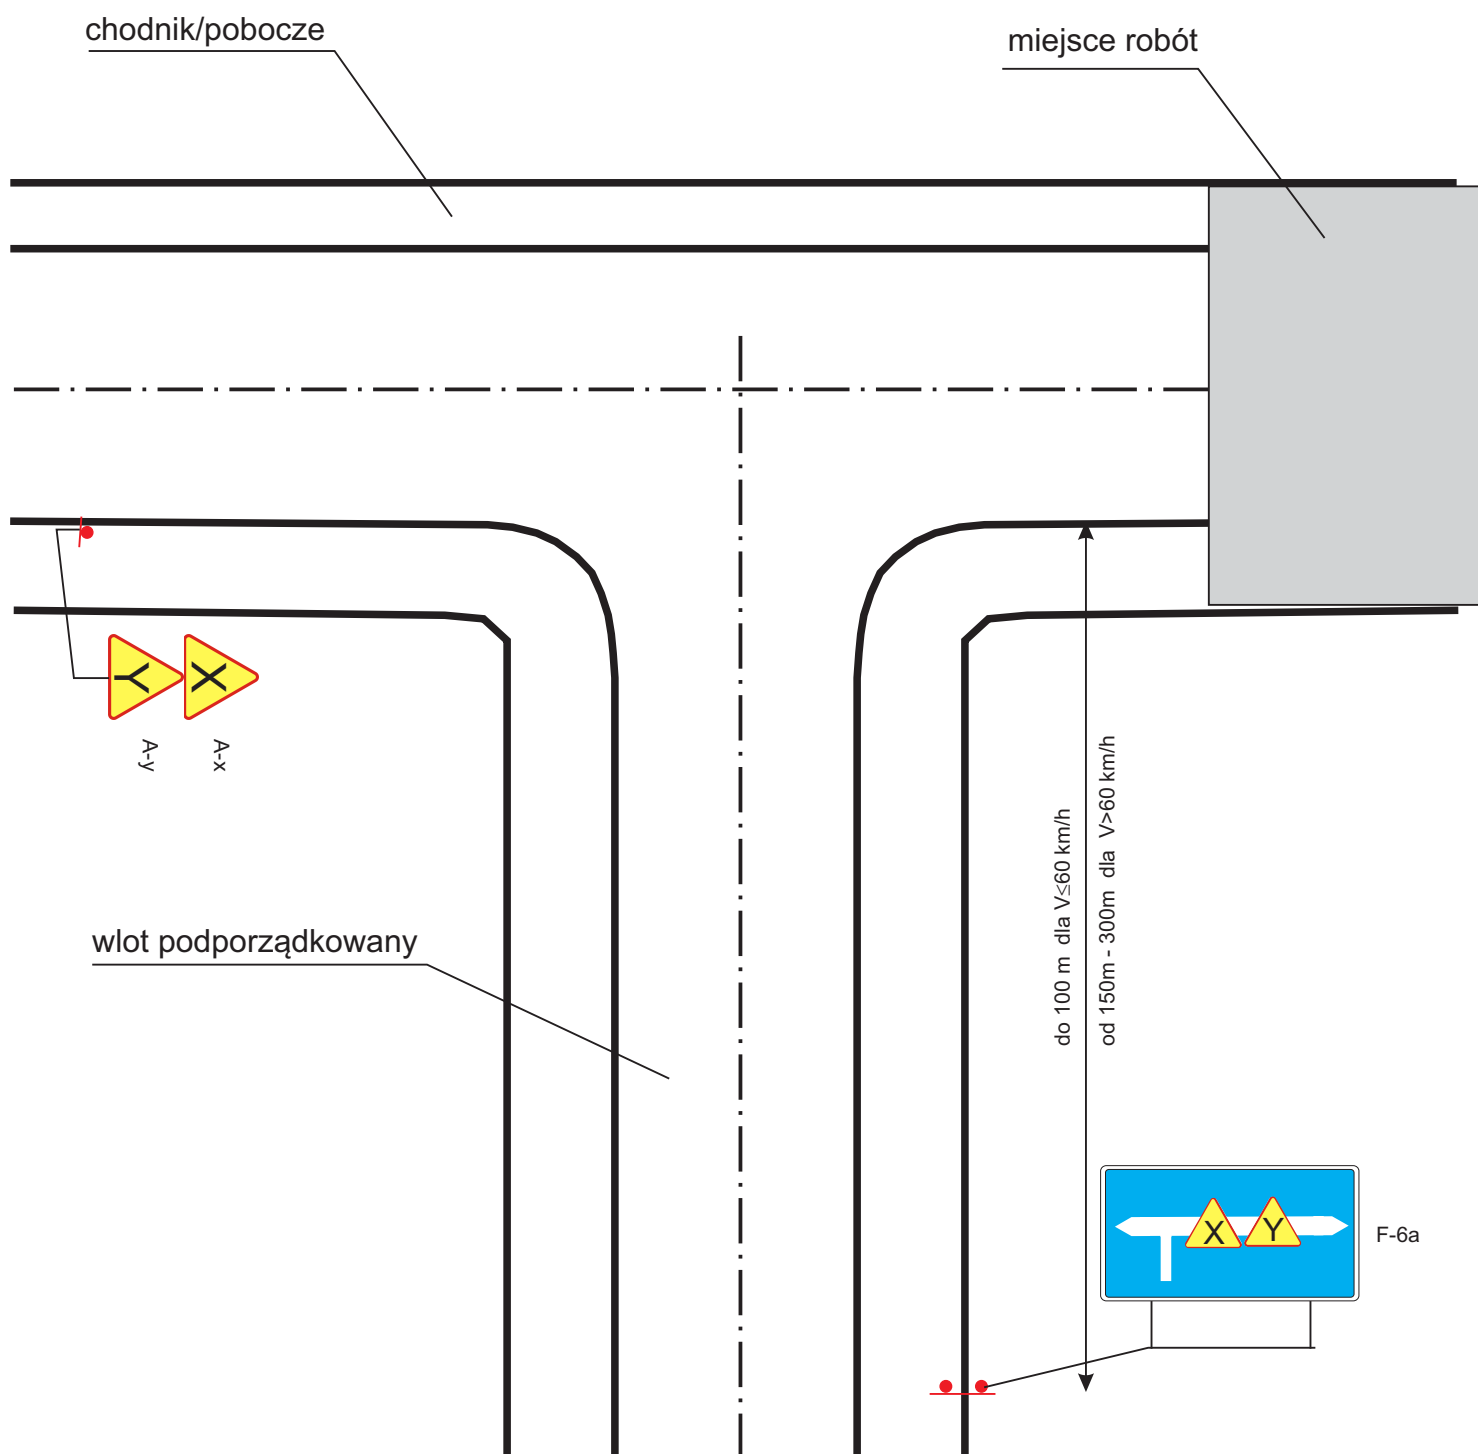 chodnik/pobocze
miejsce robót
Y
X
A-y
A-x
wlot podporządkowany
do 100 m dla V≤60 km/h
od 150m - 300m dla V>60 km/h
X
Y
F-6a